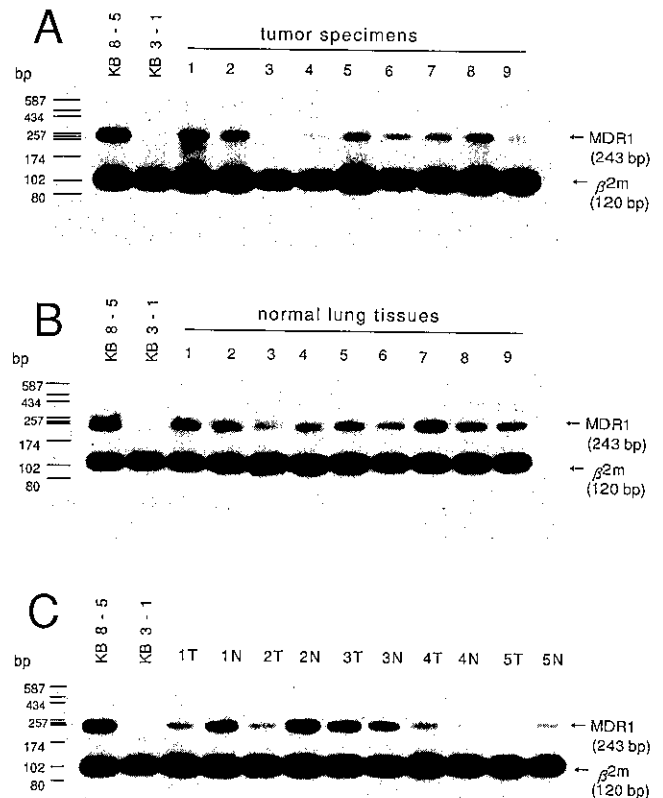 A
KB 8 - 5
KB 3 - 1
tumor specimens
bp
1 2 3 4 5 6 7 8 9
587
434
257
174
102
80
← MDR1
(243 bp)
← β2m
(120 bp)
B
KB 8 - 5
KB 3 - 1
normal lung tissues
bp
1 2 3 4 5 6 7 8 9
587
434
257
174
102
80
← MDR1
(243 bp)
← β2m
(120 bp)
C
KB 8 - 5
KB 3 - 1
bp
1T 1N 2T 2N 3T 3N 4T 4N 5T 5N
587
434
257
174
102
80
← MDR1
(243 bp)
← β2m
(120 bp)